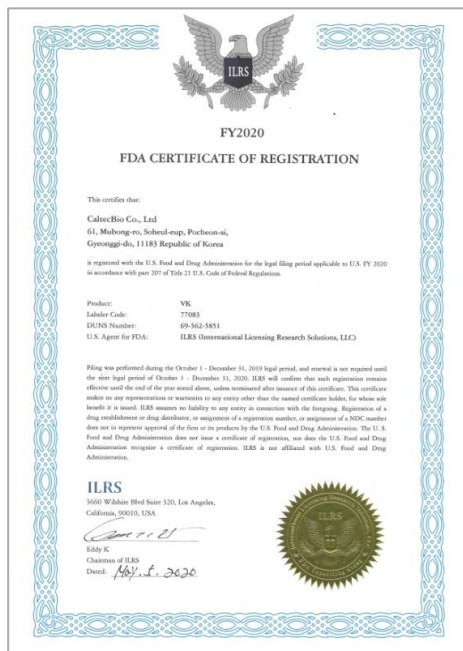 ILRS
FY2020
FDA CERTIFICATE OF REGISTRATION
This certifies that:
CaltecBio Co., Ltd
61, Mubong-ro, Soheul-eup, Pocheon-si,
Gyeonggi-do, 11183 Republic of Korea
is registered with the U.S. Food and Drug Administration for the legal filing period applicable to U.S. FY 2020
in accordance with part 207 of Title 21 U.S. Code of Federal Regulations
Product: VK
Labeler Code: 77083
DUNS Number: 69-562-5851
U.S. Agent for FDA: ILRS (International Licensing Research Solutions, LLC)
Filing was performed during the October 1 - December 31, 2019 legal period, and renewal is not required until
the next legal period of October 1 - December 31, 2020. ILRS will confirm that such registration remains
effective until the end of the year stated above, unless terminated after issuance of this certificate. This certificate
makes no any representations or warranties to any entity other than the named certificate holder, for whose sole
benefit it is issued. ILRS assumes no liability to any entity in connection with the foregoing. Registration of a
drug establishment or drug distributor, or assignment of a registration number, or assignment of a NDC number
does not in represent approval of the firm or its products by the U.S. Food and Drug Administration. The U. S.
Food and Drug Administration does not issue a certificate of registration, nor does the U.S. Food and Drug
Administration recognize a certificate of registration. ILRS is not affiliated with U.S. Food and Drug
Administration.
ILRS
3660 Wilshire Blvd Suite 320, Los Angeles,
California, 90010, USA
Eddy K
Chairman of ILRS
Dated: May. 5. 2020
ILRS